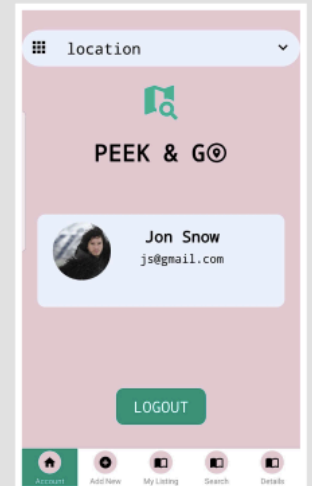 location
PEEK & GO
Jon Snow
js@gmail.com
LOGOUT
Account Add New My Listing Search Details